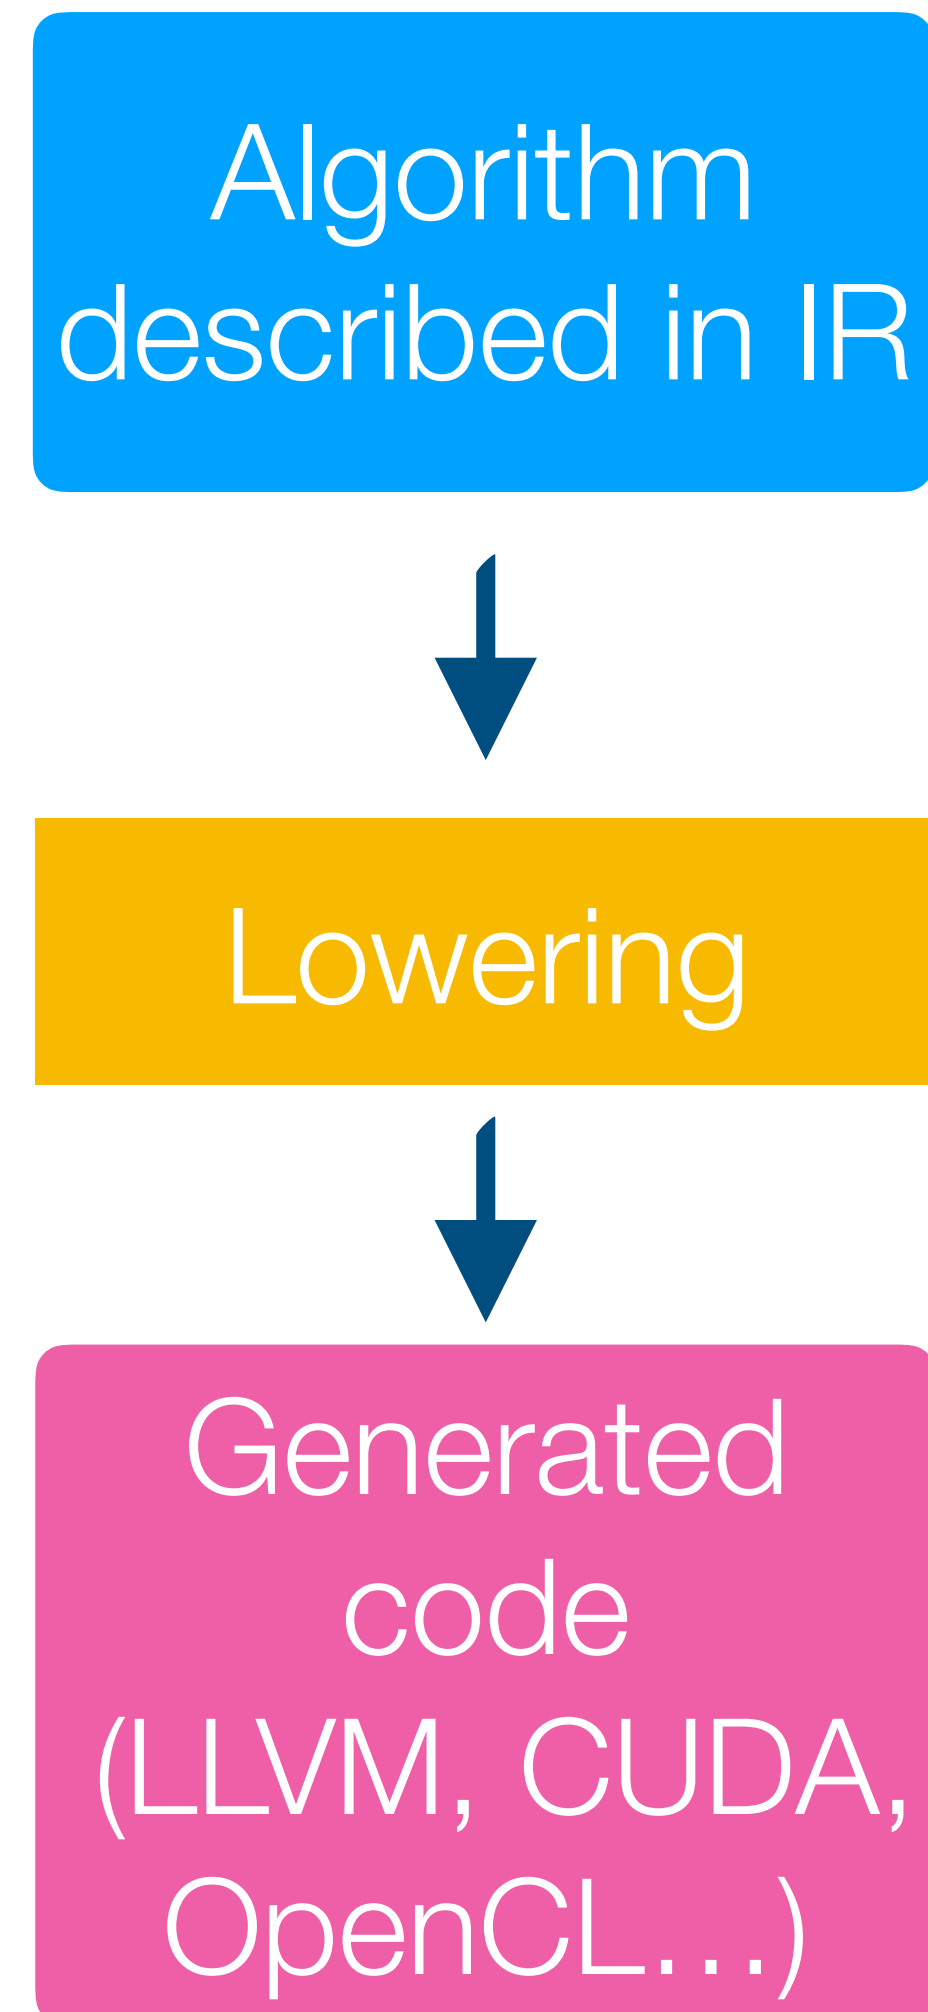 Algorithm
described in IR
Lowering
Generated
code
(LLVM, CUDA,
OpenCL…)